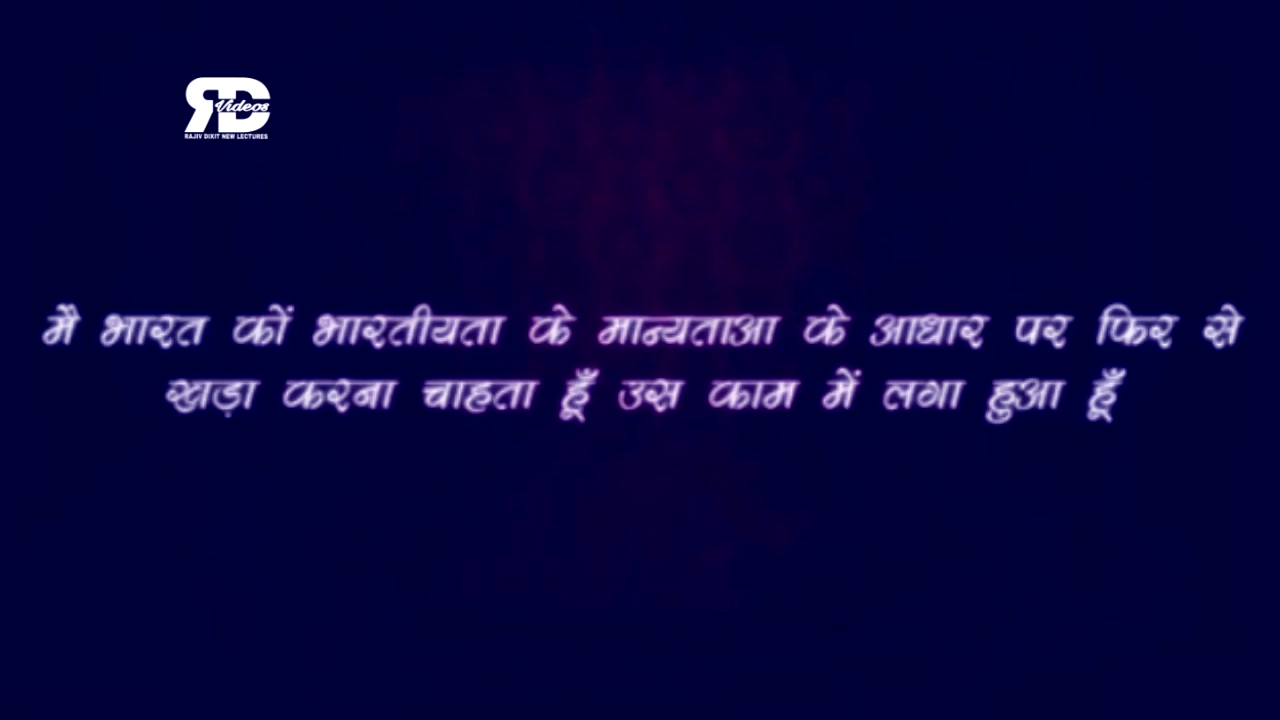 RD
Videos
RAJIV DIXIT NEW LECTURES
मै भारत कों भारतीयता के मान्यताआ के आधार पर फिर से
खड़ा करना चाहता हूँ उस काम में लगा हुआ हूँ